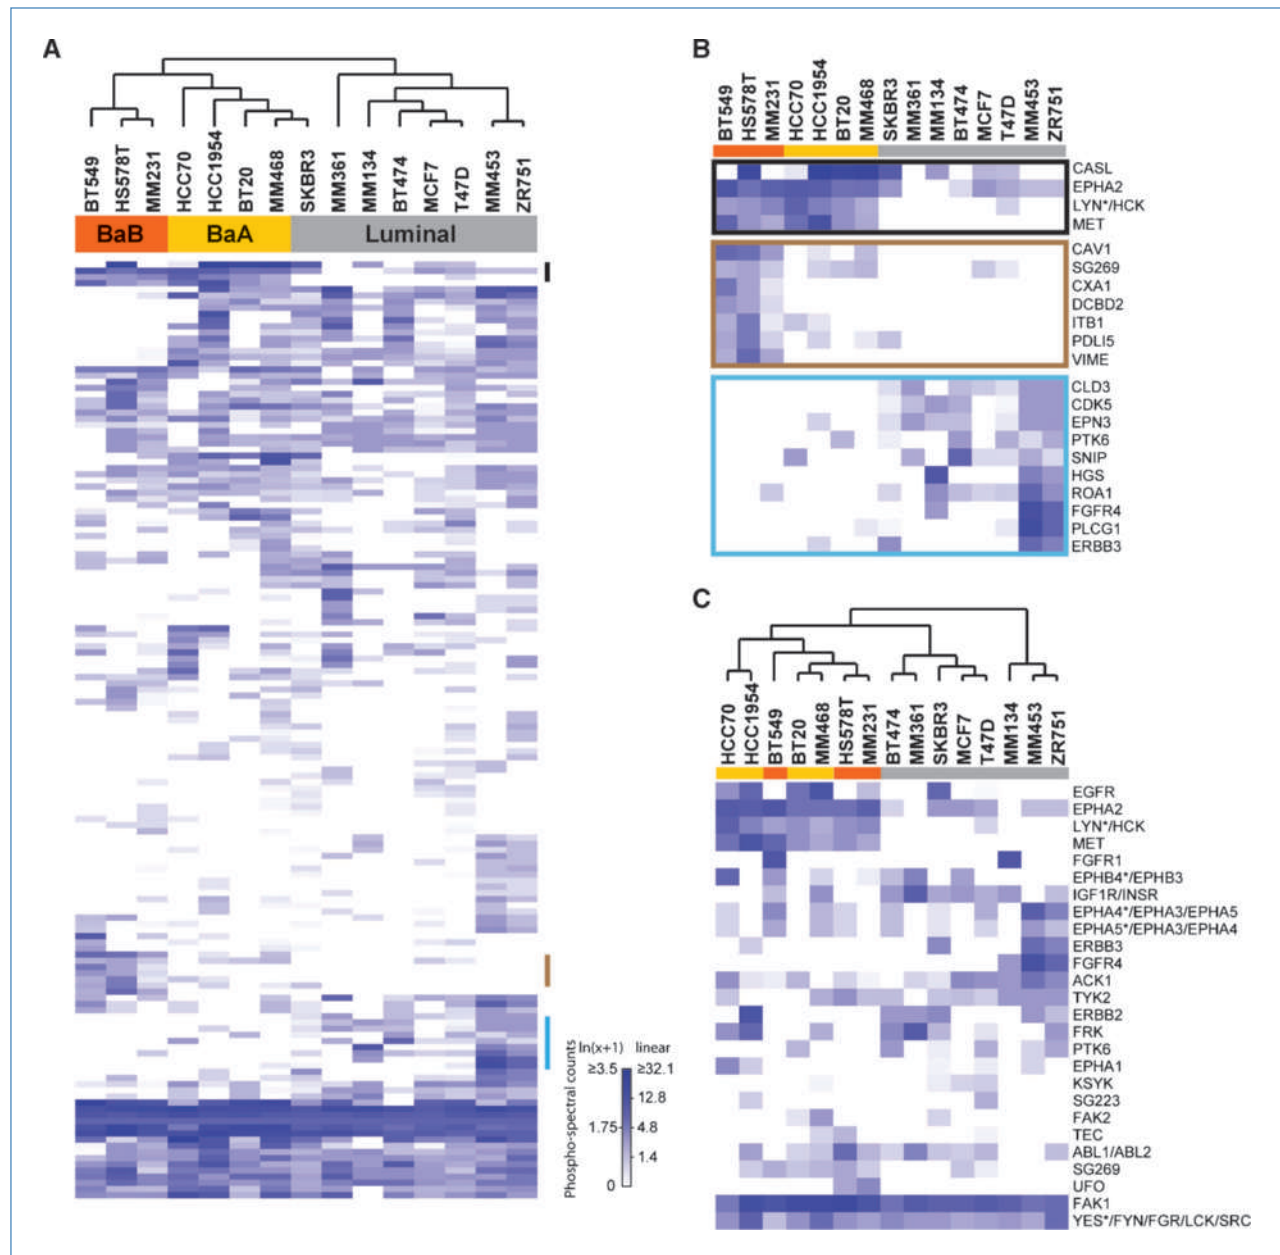 A
BT549
HS578T
MM231
HCC70
HCC1954
BT20
MM468
SKBR3
MM361
MM134
BT474
MCF7
T47D
MM453
ZR751
BaB
BaA
Luminal
Phospho-spectral counts
ln(x+1) linear
≥3.5 ≥32.1
12.8
1.75 4.8
1.4
0
B
BT549
HS578T
MM231
HCC70
HCC1954
BT20
MM468
SKBR3
MM361
MM134
BT474
MCF7
T47D
MM453
ZR751
CASL
EPHA2
LYN*/HCK
MET
CAV1
SG269
CXA1
DCBD2
ITB1
PDLI5
VIME
CLD3
CDK5
EPN3
PTK6
SNIP
HGS
ROA1
FGFR4
PLCG1
ERBB3
C
HCC70
HCC1954
BT549
BT20
MM468
HS578T
MM231
BT474
MM361
SKBR3
MCF7
T47D
MM134
MM453
ZR751
EGFR
EPHA2
LYN*/HCK
MET
FGFR1
EPHB4*/EPHB3
IGF1R/INSR
EPHA4*/EPHA3/EPHA5
EPHA5*/EPHA3/EPHA4
ERBB3
FGFR4
ACK1
TYK2
ERBB2
FRK
PTK6
EPHA1
KSYK
SG223
FAK2
TEC
ABL1/ABL2
SG269
UFO
FAK1
YES*/FYN/FGR/LCK/SRC